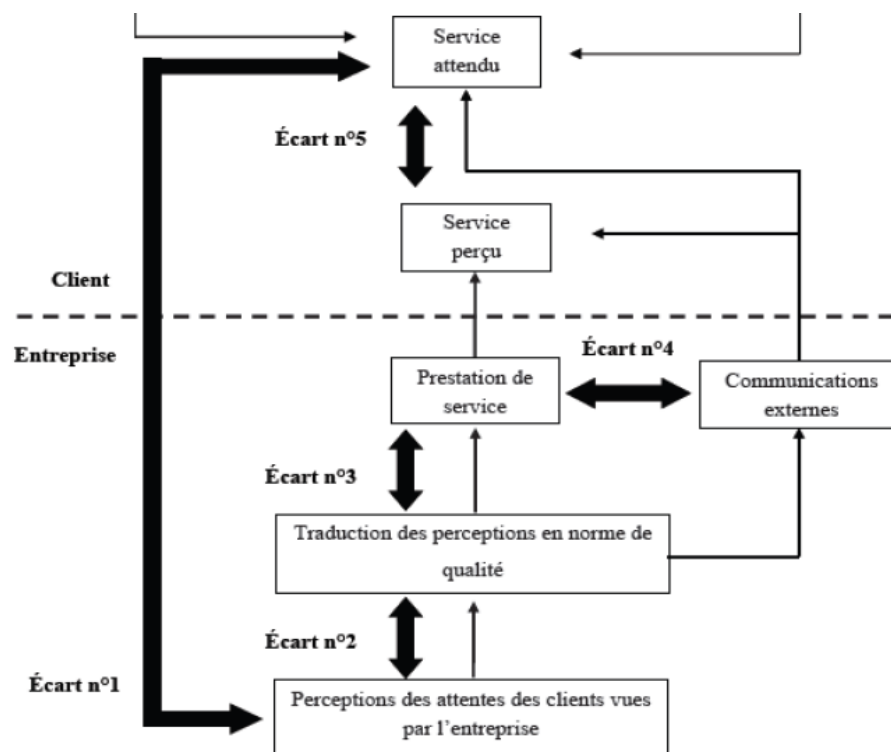 Service
attendu
Écart n°5
Service
perçu
Client
Entreprise
Écart n°4
Prestation de
service
Communications
externes
Écart n°3
Traduction des perceptions en norme de
qualité
Écart n°2
Écart n°1
Perceptions des attentes des clients vues
par l’entreprise